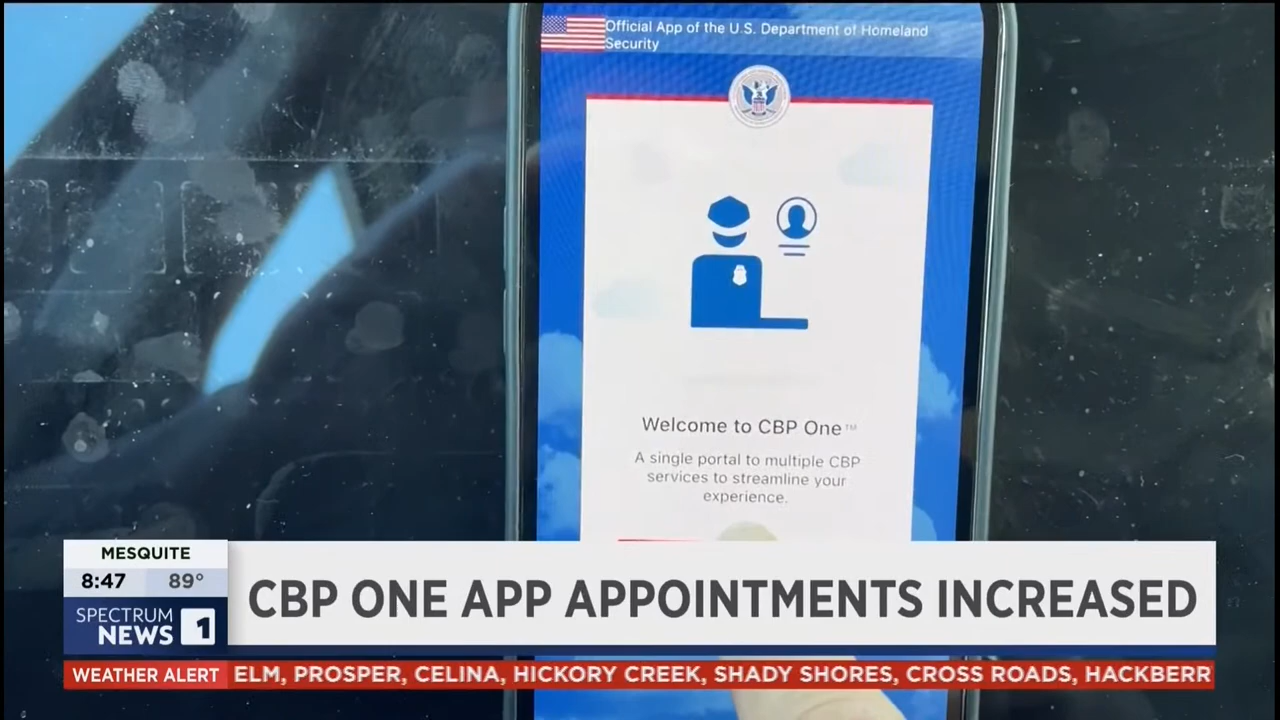 Official App of the U.S. Department of Homeland
Security
Welcome to CBP One™
A single portal to multiple CBP
services to streamline your
experience.
MESQUITE
8:47 89°
SPECTRUM
NEWS 1
CBP ONE APP APPOINTMENTS INCREASED
WEATHER ALERT ELM, PROSPER, CELINA, HICKORY CREEK, SHADY SHORES, CROSS ROADS, HACKBERR